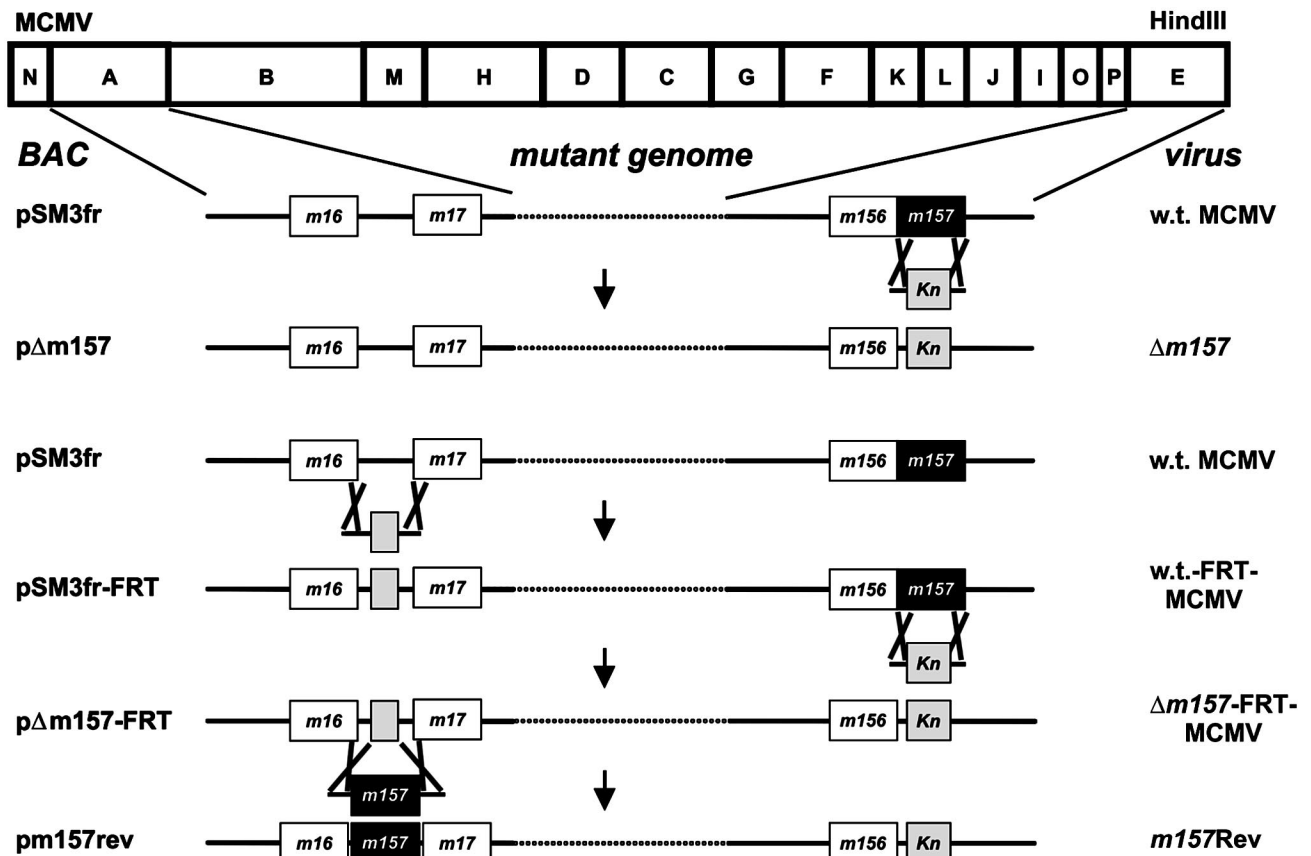 MCMV HindIII
N A B M H D C G F K L J I O P E
BAC mutant genome virus
pSM3fr m16 m17 m156 m157 w.t. MCMV
Kn
pΔm157 m16 m17 m156 Kn Δm157
pSM3fr m16 m17 m156 m157 w.t. MCMV
pSM3fr-FRT m16 m17 m156 m157 w.t.-FRT-
MCMV
Kn
pΔm157-FRT m16 m17 m156 Kn Δm157-FRT-
MCMV
m157
pm157rev m16 m157 m17 m156 Kn m157Rev